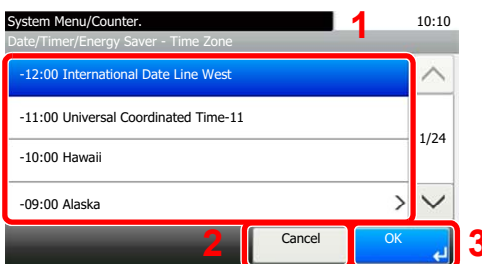 System Menu/Counter. 1 10:10
Date/Timer/Energy Saver - Time Zone
-12:00 International Date Line West
-11:00 Universal Coordinated Time-11
1/24
-10:00 Hawaii
-09:00 Alaska >
2 Cancel OK 3